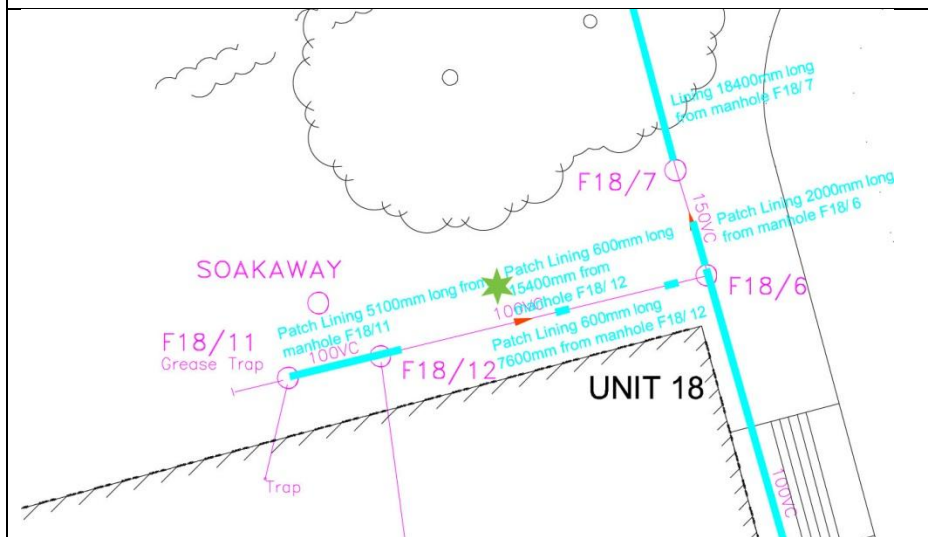 Lining 18400mm long
from manhole F18/ 7
F18/7
150VC
Patch Lining 2000mm long
from manhole F18/ 6
F18/6
SOAKAWAY
Patch Lining 600mm long
15400mm from
manhole F18/ 12
Patch Lining 5100mm long from
manhole F18/11
100VC
F18/11
Grease Trap
100VC
F18/12
Patch Lining 600mm long
7600mm from manhole F18/ 12
UNIT 18
Trap
100VC